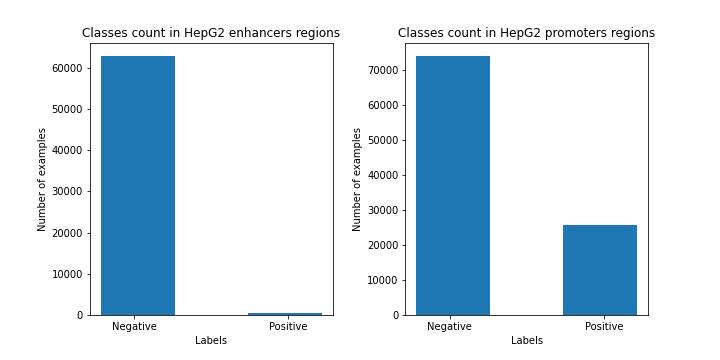 Classes count in HepG2 enhancers regions
Number of examples
60000
50000
40000
30000
20000
10000
0
Negative
Positive
Labels
Classes count in HepG2 promoters regions
Number of examples
70000
60000
50000
40000
30000
20000
10000
0
Negative
Positive
Labels